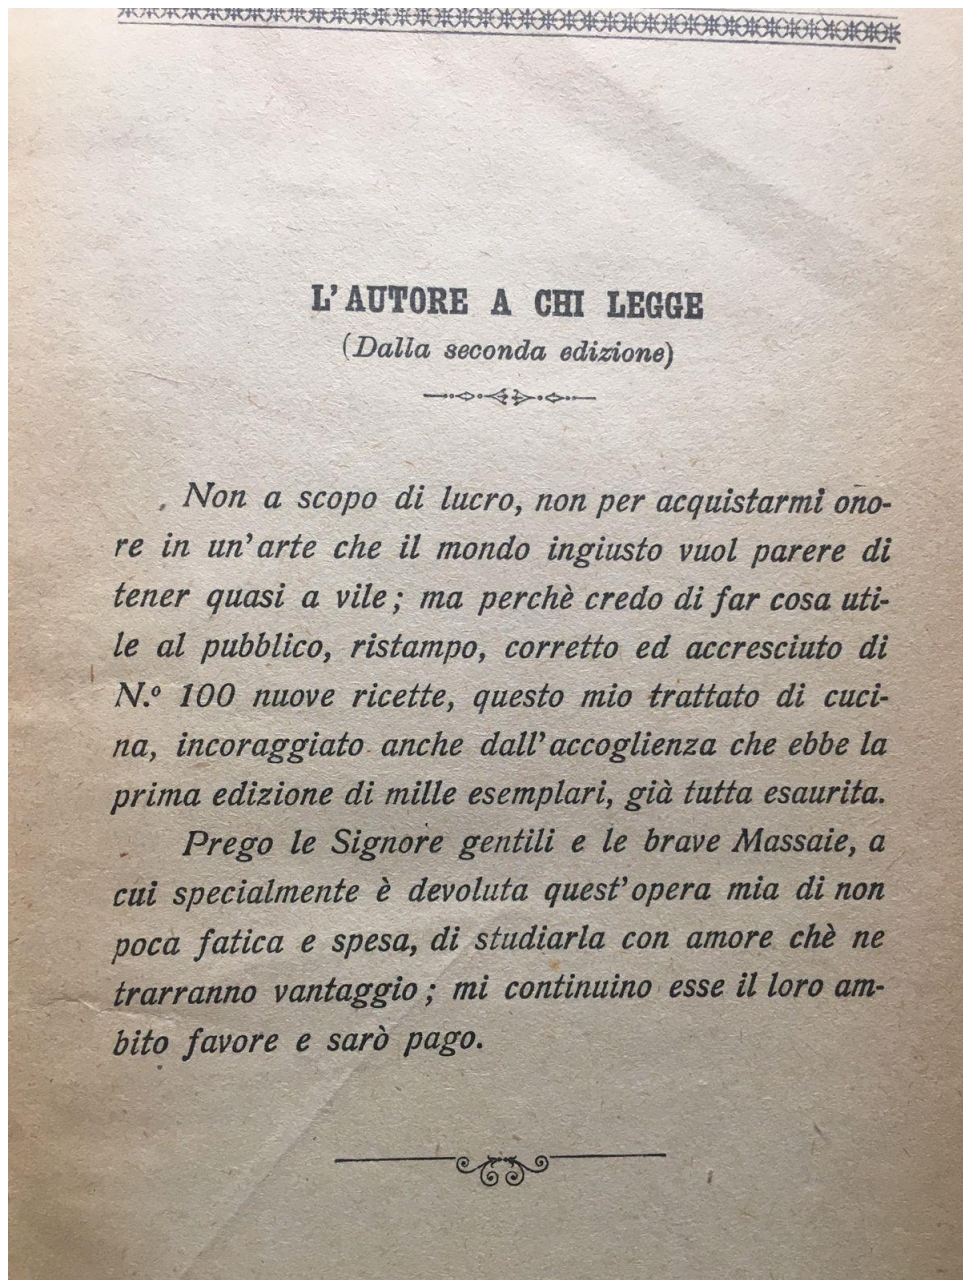 L'AUTORE A CHI LEGGE
(Dalla seconda edizione)
Non a scopo di lucro, non per acquistarmi ono-
re in un'arte che il mondo ingiusto vuol parere di
tener quasi a vile; ma perchè credo di far cosa uti-
le al pubblico, ristampo, corretto ed accresciuto di
N.º 100 nuove ricette, questo mio trattato di cuci-
na, incoraggiato anche dall'accoglienza che ebbe la
prima edizione di mille esemplari, già tutta esaurita.
Prego le Signore gentili e le brave Massaie, a
cui specialmente è devoluta quest'opera mia di non
poca fatica e spesa, di studiarla con amore chè ne
trarranno vantaggio; mi continuino esse il loro am-
bito favore e sarò pago.